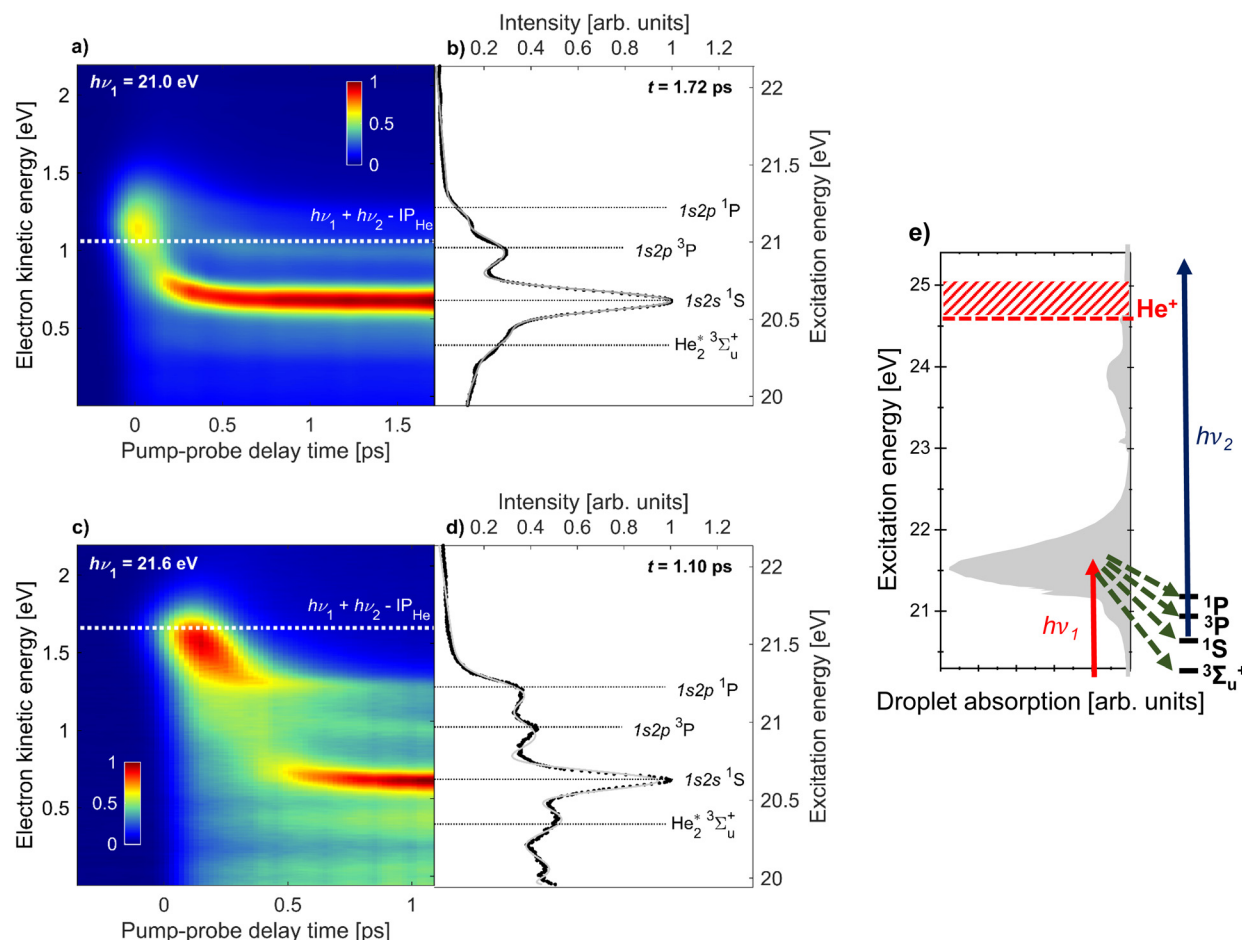 a)
hν₁ = 21.0 eV
1
0.5
0
hν₁ + hν₂ - IP_He
Electron kinetic energy [eV]
2
1.5
1
0.5
0
0.5
1
1.5
Pump-probe delay time [ps]
Intensity [arb. units]
0.2 0.4 0.6 0.8 1 1.2
b)
t = 1.72 ps
1s2p ¹P
1s2p ³P
1s2s ¹S
He₂* ³Σᵤ⁺
22
21.5
21
20.5
20
Excitation energy [eV]
c)
hν₁ = 21.6 eV
hν₁ + hν₂ - IP_He
1
0.5
0
Electron kinetic energy [eV]
2
1.5
1
0.5
0
0.5
1
Pump-probe delay time [ps]
Intensity [arb. units]
0.2 0.4 0.6 0.8 1 1.2
d)
t = 1.10 ps
1s2p ¹P
1s2p ³P
1s2s ¹S
He₂* ³Σᵤ⁺
22
21.5
21
20.5
20
Excitation energy [eV]
e)
25
24
23
22
21
Excitation energy [eV]
He⁺
hν₂
hν₁
¹P
³P
¹S
³Σᵤ⁺
Droplet absorption [arb. units]